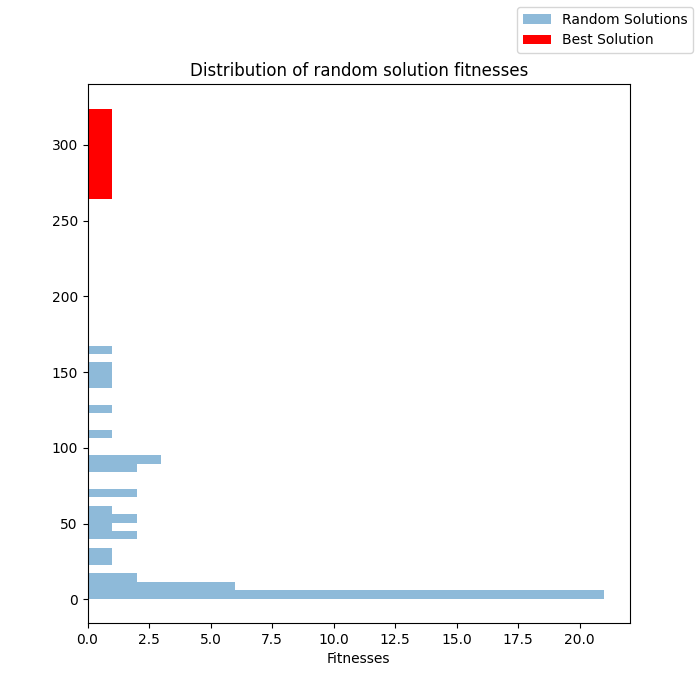 Random Solutions
Best Solution
Distribution of random solution fitnesses
300
250
200
150
100
50
0
0.0 2.5 5.0 7.5 10.0 12.5 15.0 17.5 20.0
Fitnesses